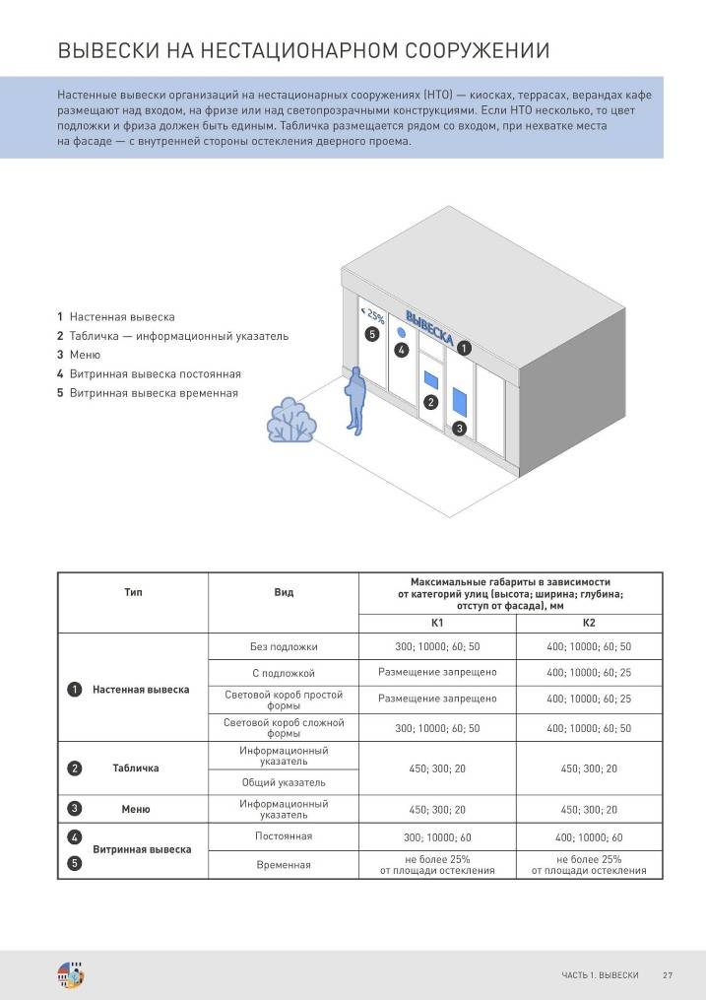 ВЫВЕСКИ НА НЕСТАЦИОНАРНОМ СООРУЖЕНИИ
Настенные вывески организаций на нестационарных сооружениях (НТО) — киосках, террасах, верандах кафе
размещают над входом, на фризе или над светопрозрачными конструкциями. Если НТО несколько, то цвет
подложки и фриза должен быть единым. Табличка размещается рядом со входом, при нехватке места
на фасаде — с внутренней стороны остекления дверного проема.
1 Настенная вывеска
2 Табличка — информационный указатель
3 Меню
4 Витринная вывеска постоянная
5 Витринная вывеска временная
< 25%
ВЫВЕСКА
5
4
1
2
3
Тип
Вид
Максимальные габариты в зависимости
от категорий улиц (высота; ширина; глубина;
отступ от фасада), мм
К1
К2
1 Настенная вывеска
Без подложки
300; 10000; 60; 50
400; 10000; 60; 50
С подложкой
Размещение запрещено
400; 10000; 60; 25
Световой короб простой
формы
Размещение запрещено
400; 10000; 60; 25
Световой короб сложной
формы
300; 10000; 60; 50
400; 10000; 60; 50
2 Табличка
Информационный
указатель
Общий указатель
450; 300; 20
450; 300; 20
3 Меню
Информационный
указатель
450; 300; 20
450; 300; 20
4
5
Витринная вывеска
Постоянная
300; 10000; 60
400; 10000; 60
Временная
не более 25%
от площади остекления
не более 25%
от площади остекления
ЧАСТЬ 1. ВЫВЕСКИ 27